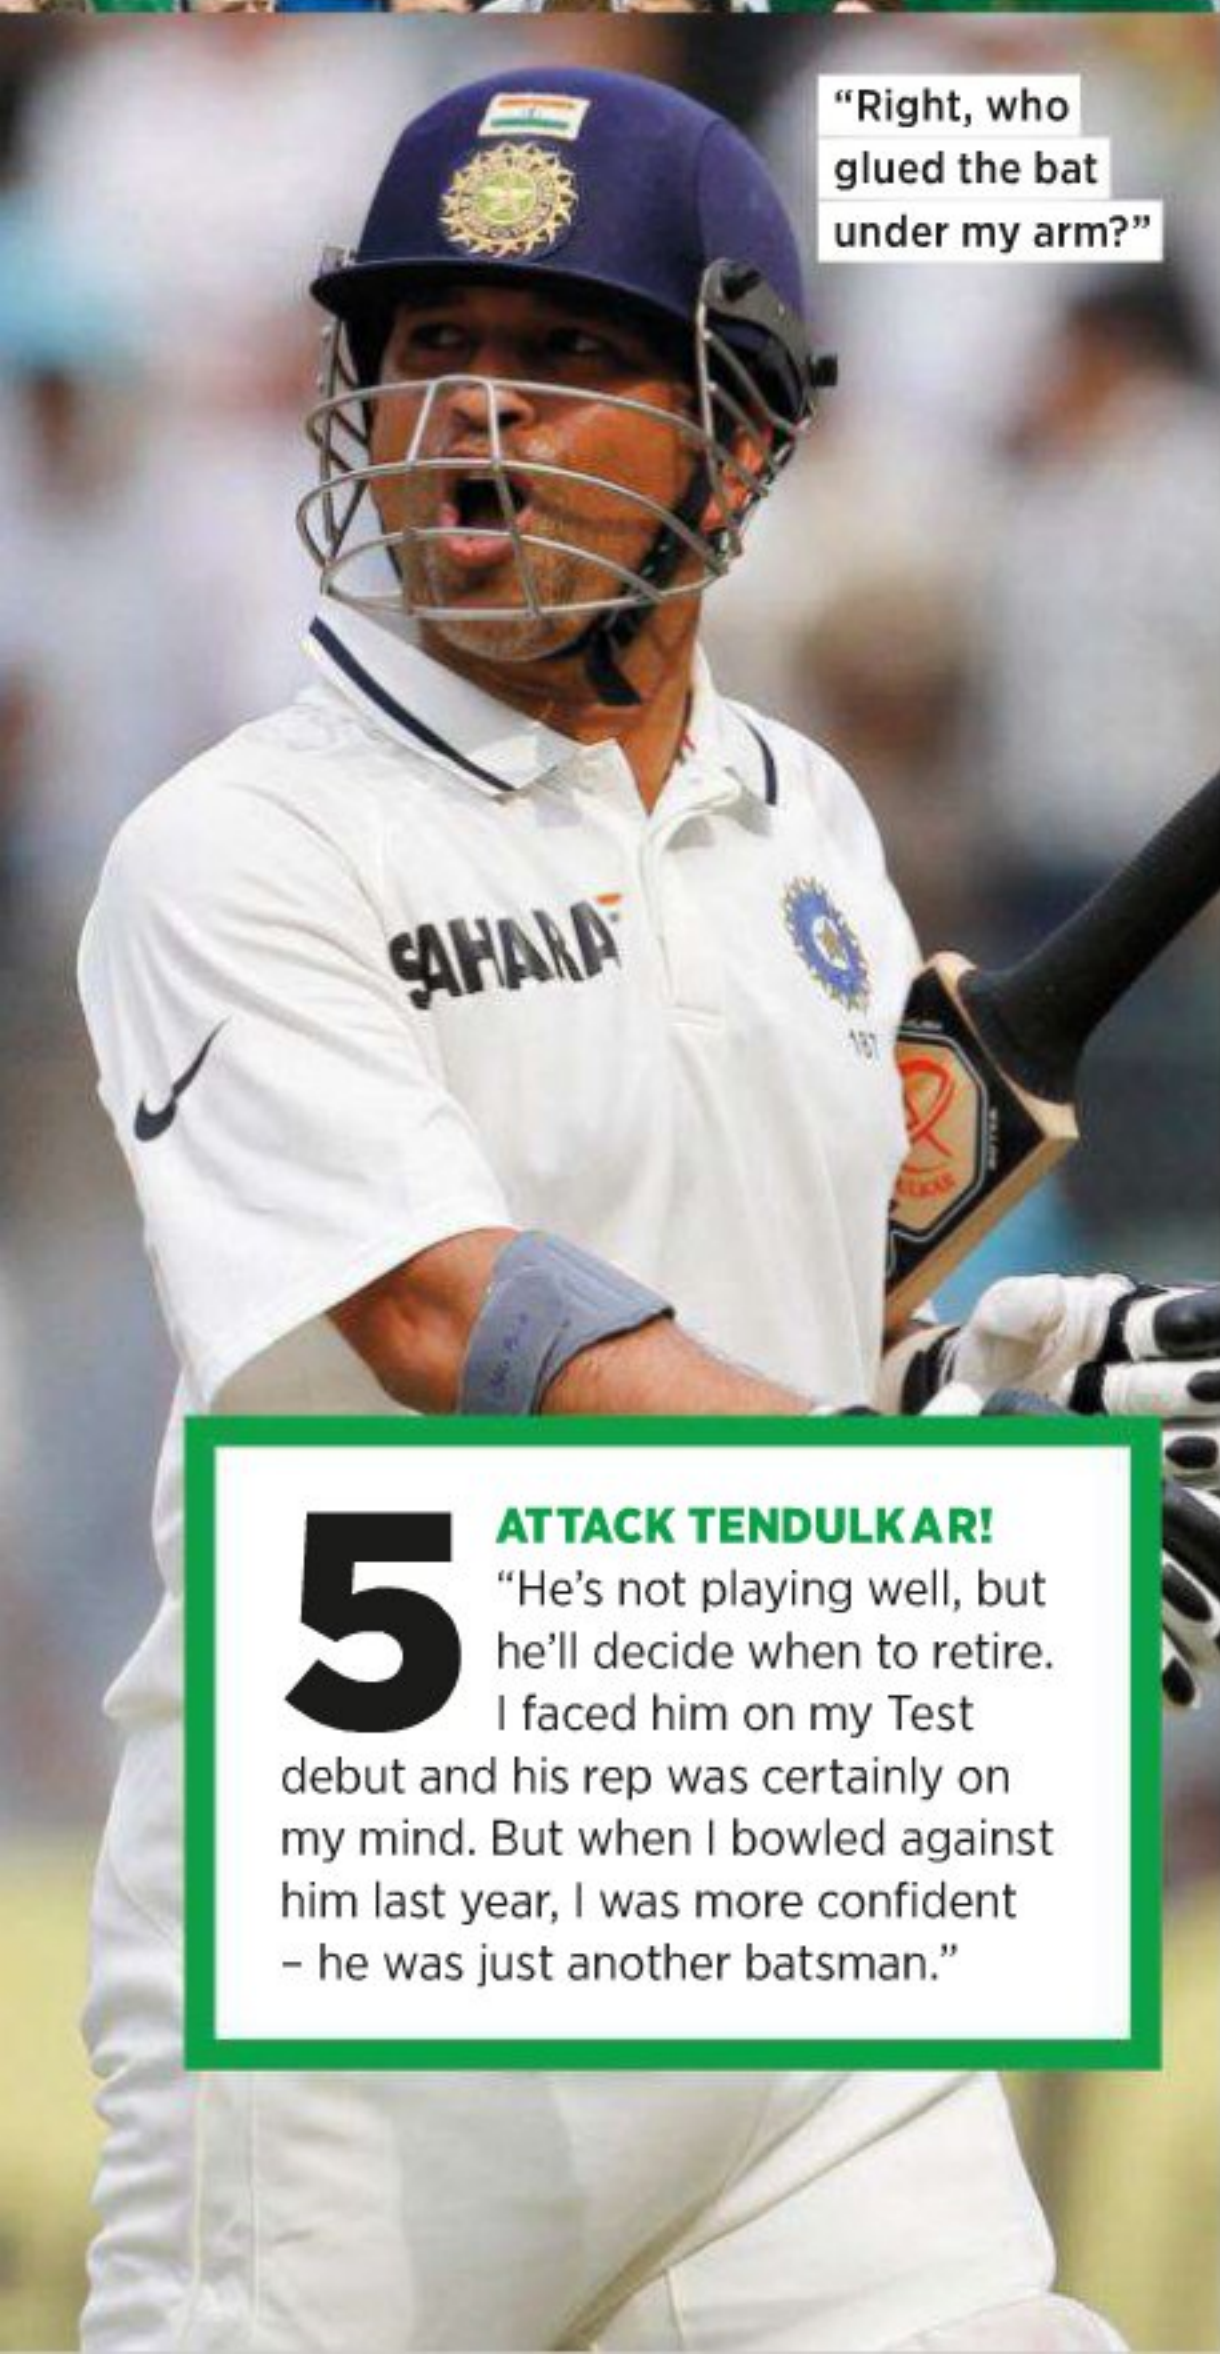 “Right, who
glued the bat
under my arm?”
SAHARA
187
5
ATTACK TENDULKAR!
“He’s not playing well, but
he’ll decide when to retire.
I faced him on my Test
debut and his rep was certainly on
my mind. But when I bowled against
him last year, I was more confident
– he was just another batsman.”